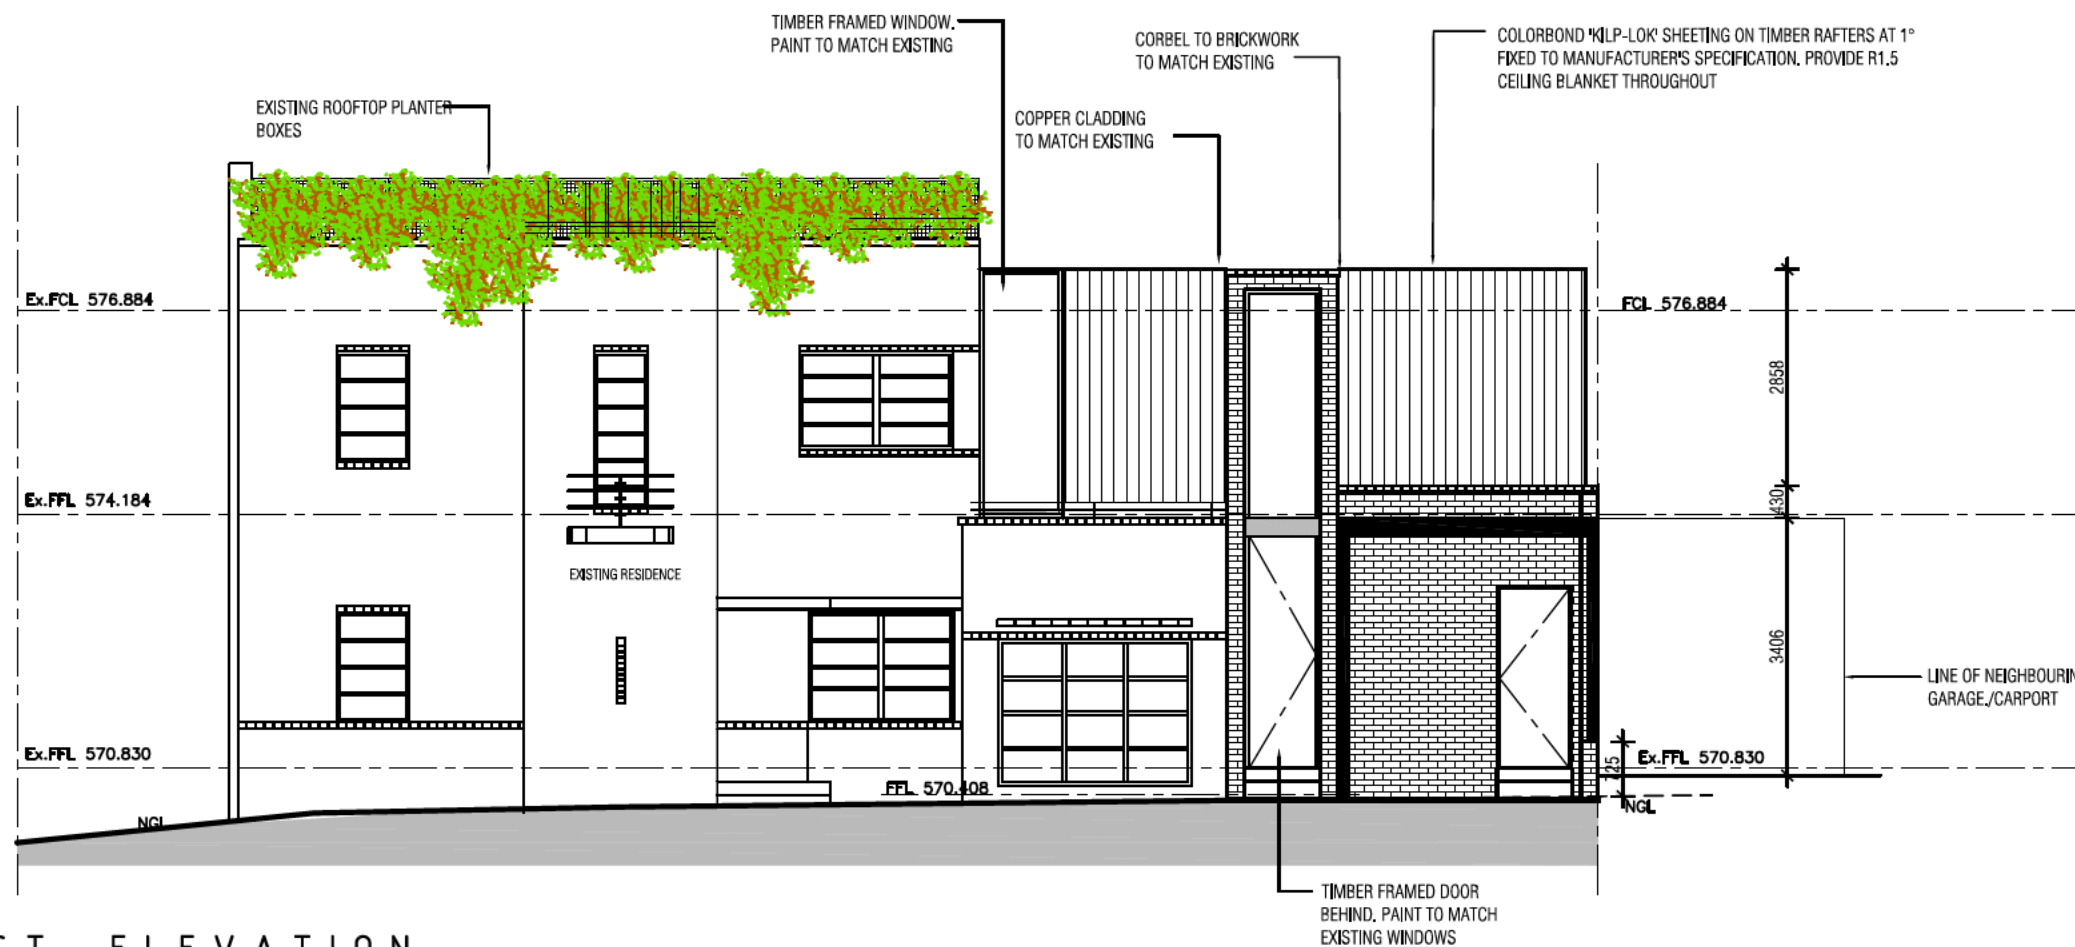 TIMBER FRAMED WINDOW.
PAINT TO MATCH EXISTING
CORBEL TO BRICKWORK
TO MATCH EXISTING
COLORBOND 'KILP-LOK' SHEETING ON TIMBER RAFTERS AT 1°
FIXED TO MANUFACTURER'S SPECIFICATION. PROVIDE R1.5
CEILING BLANKET THROUGHOUT
EXISTING ROOFTOP PLANTER
BOXES
COPPER CLADDING
TO MATCH EXISTING
Ex.FCL 576.884
FCL 576.884
2858
Ex.FFL 574.184
430
EXISTING RESIDENCE
3406
LINE OF NEIGHBOURIN
GARAGE./CARPORT
Ex.FFL 570.830
Ex.FFL 570.830
FFL 570.408
NGL
NGL
TIMBER FRAMED DOOR
BEHIND. PAINT TO MATCH
EXISTING WINDOWS
ELEVATION